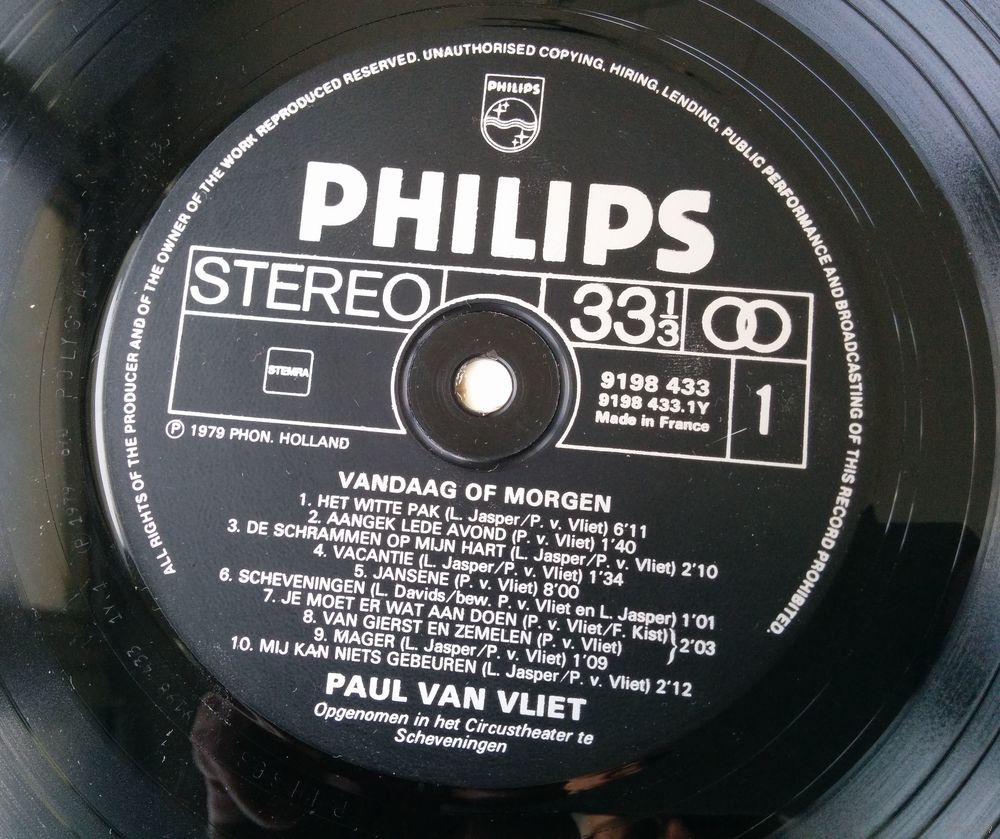 ALL RIGHTS OF THE PRODUCER AND OF THE OWNER OF THE WORK REPRODUCED RESERVED. UNAUTHORISED COPYING, HIRING, LENDING, PUBLIC PERFORMANCE AND BROADCASTING OF THIS RECORD PROHIBITED.
PHILIPS
PHILIPS
STEREO
33 1/3
STEMRA
9198 433
9198 433.1Y
Made in France
1
Ⓟ 1979 PHON. HOLLAND
VANDAAG OF MORGEN
1. HET WITTE PAK (L. Jasper/P. v. Vliet) 6'11
2. AANGEK LEDE AVOND (P. v. Vliet) 1'40
3. DE SCHRAMMEN OP MIJN HART (L. Jasper/P. v. Vliet) 2'10
4. VACANTIE (L. Jasper/P. v. Vliet) 1'34
5. JANSENE (P. v. Vliet) 8'00
6. SCHEVENINGEN (L. Davids/bew. P. v. Vliet en L. Jasper) 1'01
7. JE MOET ER WAT AAN DOEN (P. v. Vliet/F. Kist)
8. VAN GIERST EN ZEMELEN (P. v. Vliet) } 2'03
9. MAGER (L. Jasper/P. v. Vliet) 1'09
10. MIJ KAN NIETS GEBEUREN (L. Jasper/P. v. Vliet) 2'12
PAUL VAN VLIET
Opgenomen in het Circustheater te
Scheveningen